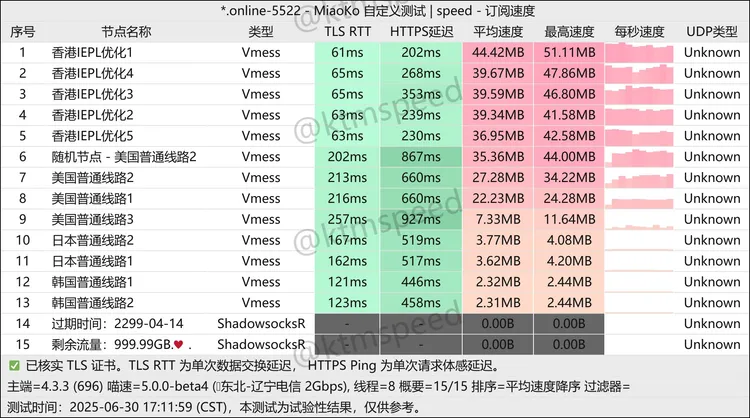 *.online-5522 - MiaoKo 自定义测试 | speed - 订阅速度
序号 节点名称 类型 TLS RTT HTTPS延迟 平均速度 最高速度 每秒速度 UDP类型
1 香港IEPL优化1 Vmess 61ms 202ms 44.42MB 51.11MB Unknown
2 香港IEPL优化4 Vmess 65ms 268ms 39.67MB 47.86MB Unknown
3 香港IEPL优化3 Vmess 65ms 353ms 39.59MB 46.80MB Unknown
4 香港IEPL优化2 Vmess 63ms 239ms 39.34MB 41.58MB Unknown
5 香港IEPL优化5 Vmess 63ms 230ms 36.95MB 42.58MB Unknown
6 随机节点 - 美国普通线路2 Vmess 202ms 867ms 35.36MB 44.00MB Unknown
7 美国普通线路2 Vmess 213ms 660ms 27.28MB 34.22MB Unknown
8 美国普通线路1 Vmess 216ms 660ms 22.23MB 24.28MB Unknown
9 美国普通线路3 Vmess 257ms 927ms 7.33MB 11.64MB Unknown
10 日本普通线路2 Vmess 167ms 519ms 3.77MB 4.08MB Unknown
11 日本普通线路1 Vmess 162ms 517ms 3.62MB 4.20MB Unknown
12 韩国普通线路1 Vmess 121ms 446ms 2.32MB 2.44MB Unknown
13 韩国普通线路2 Vmess 123ms 458ms 2.31MB 2.44MB Unknown
14 过期时间：2299-04-14 ShadowsocksR - - 0.00B 0.00B Unknown
15 剩余流量：999.99GB♥ . ShadowsocksR - - 0.00B 0.00B Unknown
✅ 已核实 TLS 证书。TLS RTT 为单次数据交换延迟， HTTPS Ping 为单次请求体感延迟。
主端=4.3.3 (696) 喵速=5.0.0-beta4 (东北-辽宁电信 2Gbps), 线程=8 概要=15/15 排序=平均速度降序 过滤器=
测试时间：2025-06-30 17:11:59 (CST)，本测试为试验性结果，仅供参考。
@ktmspeed
@ktmspeed
@ktmspeed